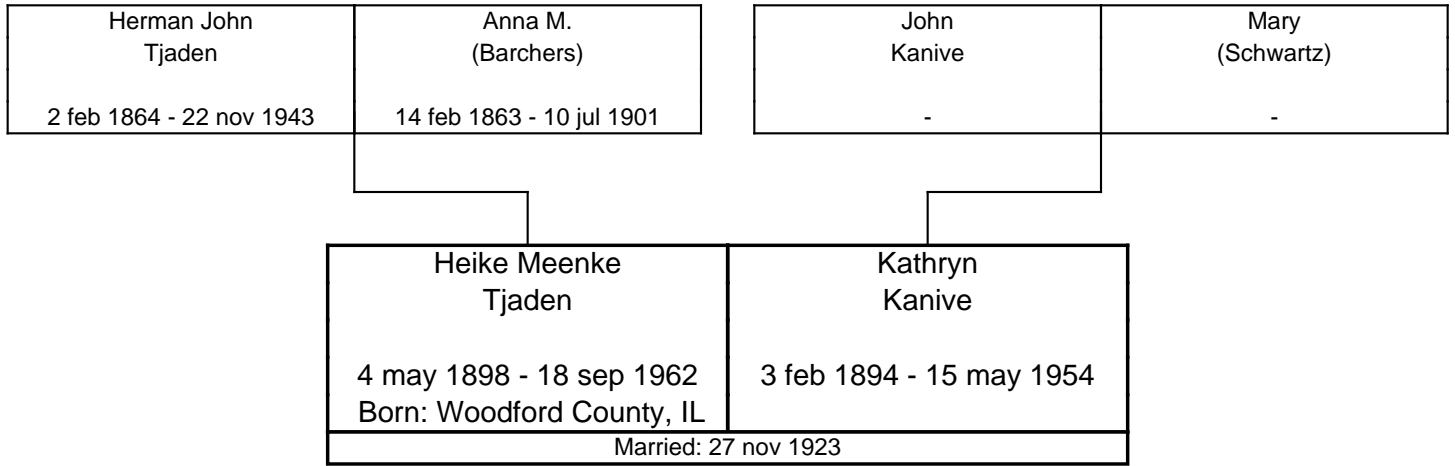 Herman John
Tjaden
2 feb 1864 - 22 nov 1943
Anna M.
(Barchers)
14 feb 1863 - 10 jul 1901
John
Kanive
-
Mary
(Schwartz)
-
Heike Meenke
Tjaden
4 may 1898 - 18 sep 1962
Born: Woodford County, IL
Kathryn
Kanive
3 feb 1894 - 15 may 1954
Married: 27 nov 1923